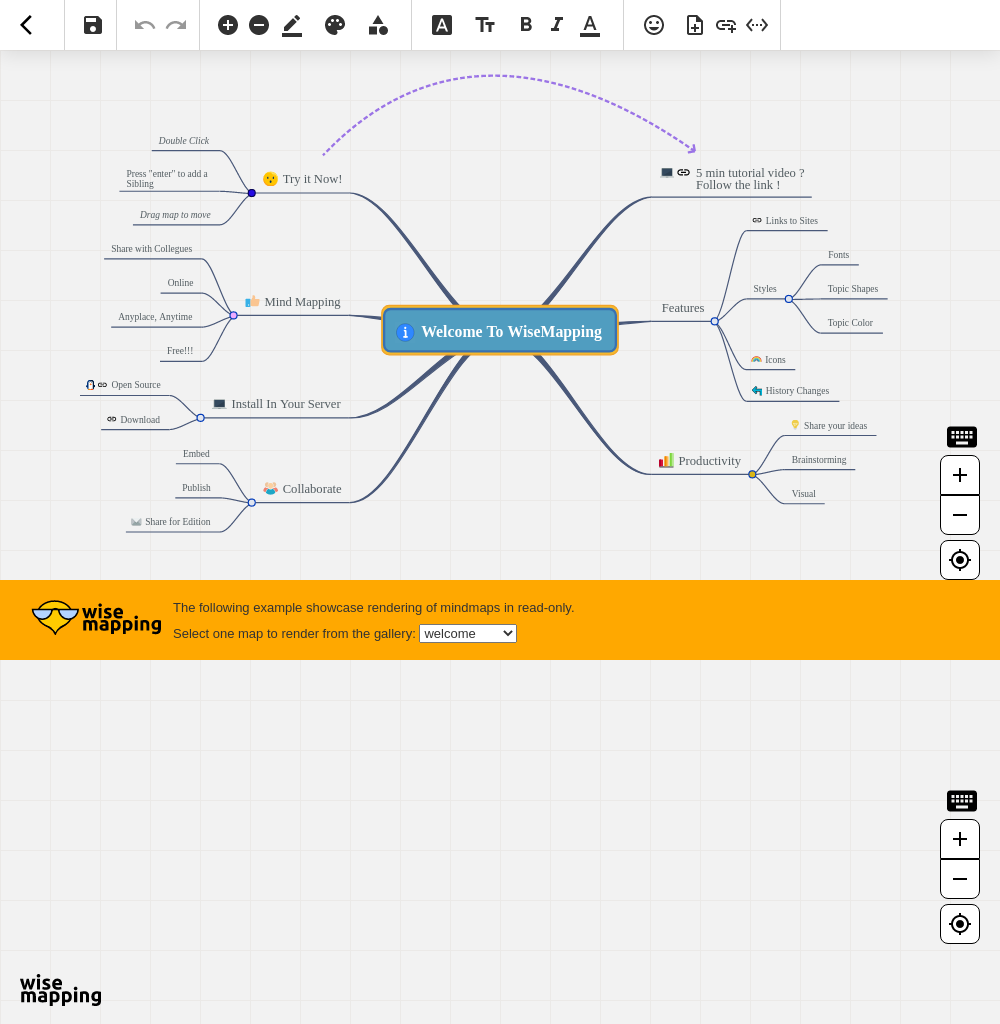 Double Click
Press "enter" to add a
Sibling
Drag map to move
Try it Now!
Share with Collegues
Online
Anyplace, Anytime
Free!!!
Mind Mapping
Open Source
Download
Install In Your Server
Embed
Publish
Share for Edition
Collaborate
Welcome To WiseMapping
5 min tutorial video ?
Follow the link !
Features
Links to Sites
Styles
Fonts
Topic Shapes
Topic Color
Icons
History Changes
Productivity
Share your ideas
Brainstorming
Visual
wise
mapping
The following example showcase rendering of mindmaps in read-only.
Select one map to render from the gallery: welcome
wise
mapping